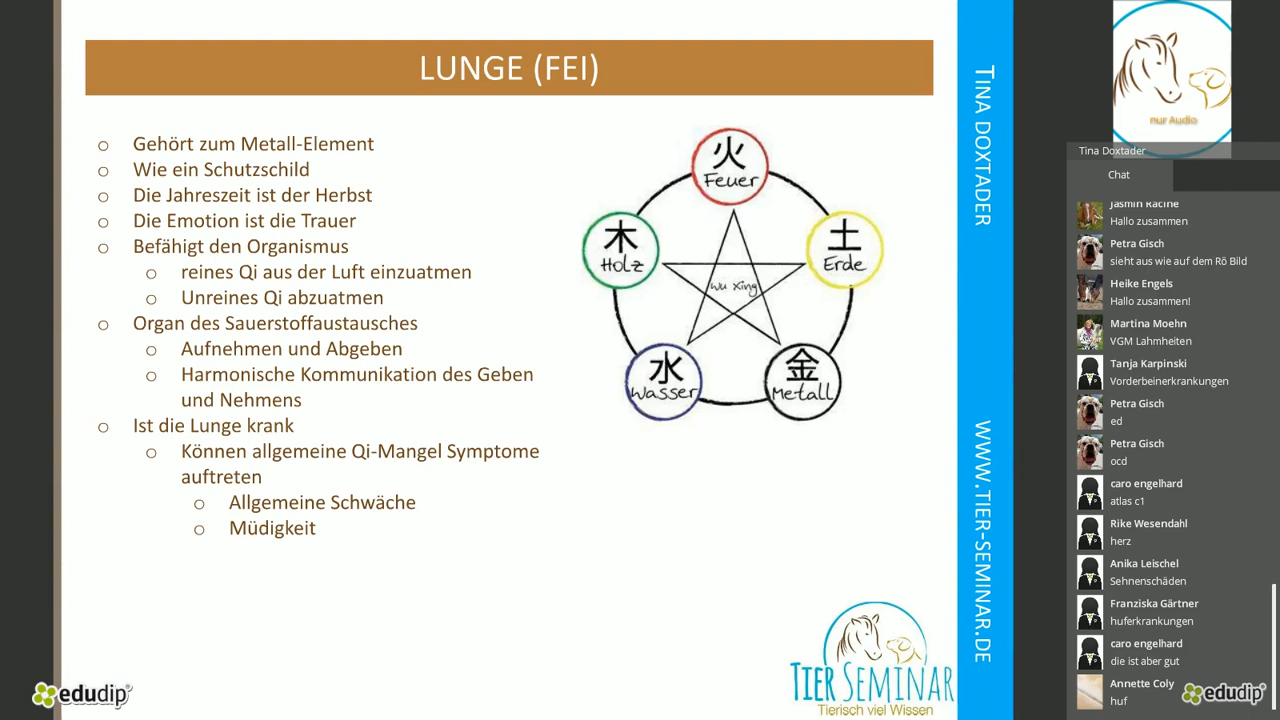 LUNGE (FEI)
Gehört zum Metall-Element
Wie ein Schutzschild
Die Jahreszeit ist der Herbst
Die Emotion ist die Trauer
Befähigt den Organismus
reines Qi aus der Luft einzuatmen
Unreines Qi abzuatmen
Organ des Sauerstoffaustausches
Aufnehmen und Abgeben
Harmonische Kommunikation des Geben
und Nehmens
Ist die Lunge krank
Können allgemeine Qi-Mangel Symptome
auftreten
Allgemeine Schwäche
Müdigkeit
火
Feuer
木
Holz
土
Erde
Wu Xing
水
Wasser
金
Metall
TIER SEMINAR
Tierisch viel Wissen
edudip
TINA DOXTADER
WWW.TIER-SEMINAR.DE
nur Audio
Tina Doxtader
Chat
Jasmin Racine
Hallo zusammen
Petra Gisch
sieht aus wie auf dem Rö Bild
Heike Engels
Hallo zusammen!
Martina Moehn
VGM Lahmheiten
Tanja Karpinski
Vorderbeinerkrankungen
Petra Gisch
ed
Petra Gisch
ocd
caro engelhard
atlas c1
Rike Wesendahl
herz
Anika Leischel
Sehnenschäden
Franziska Gärtner
huferkrankungen
caro engelhard
die ist aber gut
Annette Coly
huf
edudip